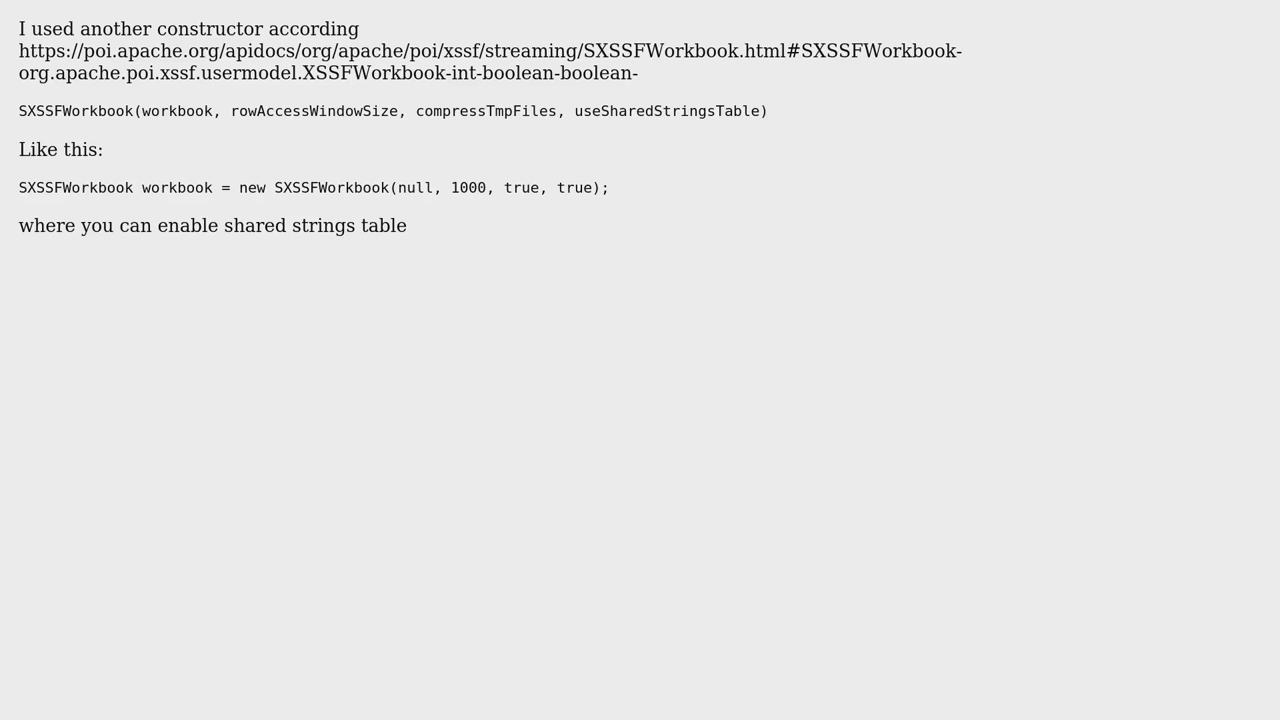 I used another constructor according
https://poi.apache.org/apidocs/org/apache/poi/xssf/streaming/SXSSFWorkbook.html#SXSSFWorkbook-
org.apache.poi.xssf.usermodel.XSSFWorkbook-int-boolean-boolean-
SXSSFWorkbook(workbook, rowAccessWindowSize, compressTmpFiles, useSharedStringsTable)
Like this:
SXSSFWorkbook workbook = new SXSSFWorkbook(null, 1000, true, true);
where you can enable shared strings table